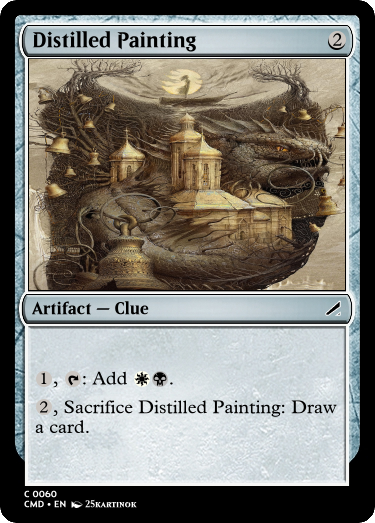 Distilled Painting 2
Artifact — Clue
1, : Add .
2, Sacrifice Distilled Painting: Draw
a card.
C 0060
CMD • EN 25KARTINOK